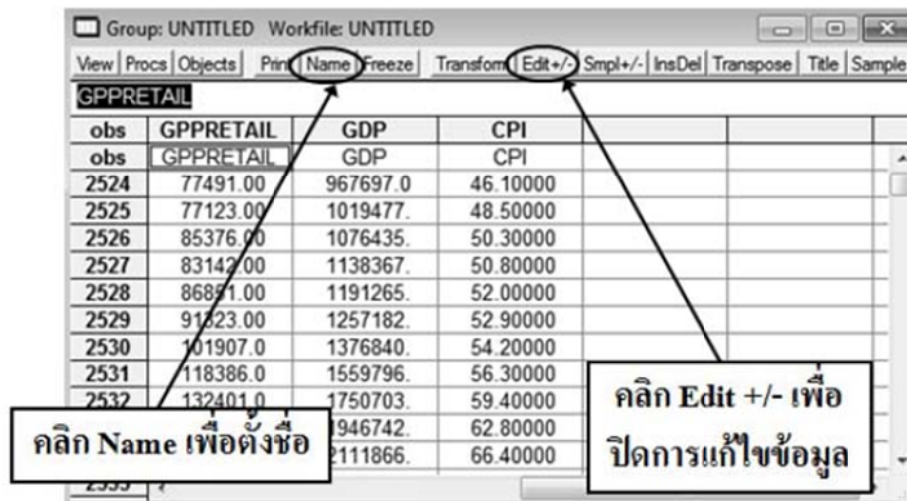 Group: UNTITLED Workfile: UNTITLED
View Procs Objects Print Name Freeze Transform Edit+/- Smpl+/- InsDel Transpose Title Sample
GPPRETAIL
obs GPPRETAIL GDP CPI
obs GPPRETAIL GDP CPI
2524 77491.00 967697.0 46.10000
2525 77123.00 1019477. 48.50000
2526 85376.00 1076435. 50.30000
2527 83142.00 1138367. 50.80000
2528 1191265. 52.00000
2529 1257182. 52.90000
2530 101907.0 1376840. 54.20000
2531 118386.0 1559796. 56.30000
2532 132401.0 1750703. 59.40000
1946742. 62.80000
2111866. 66.40000
คลิก Name เพื่อตั้งชื่อ
คลิก Edit +/- เพื่อ
ปิดการแก้ไขข้อมูล